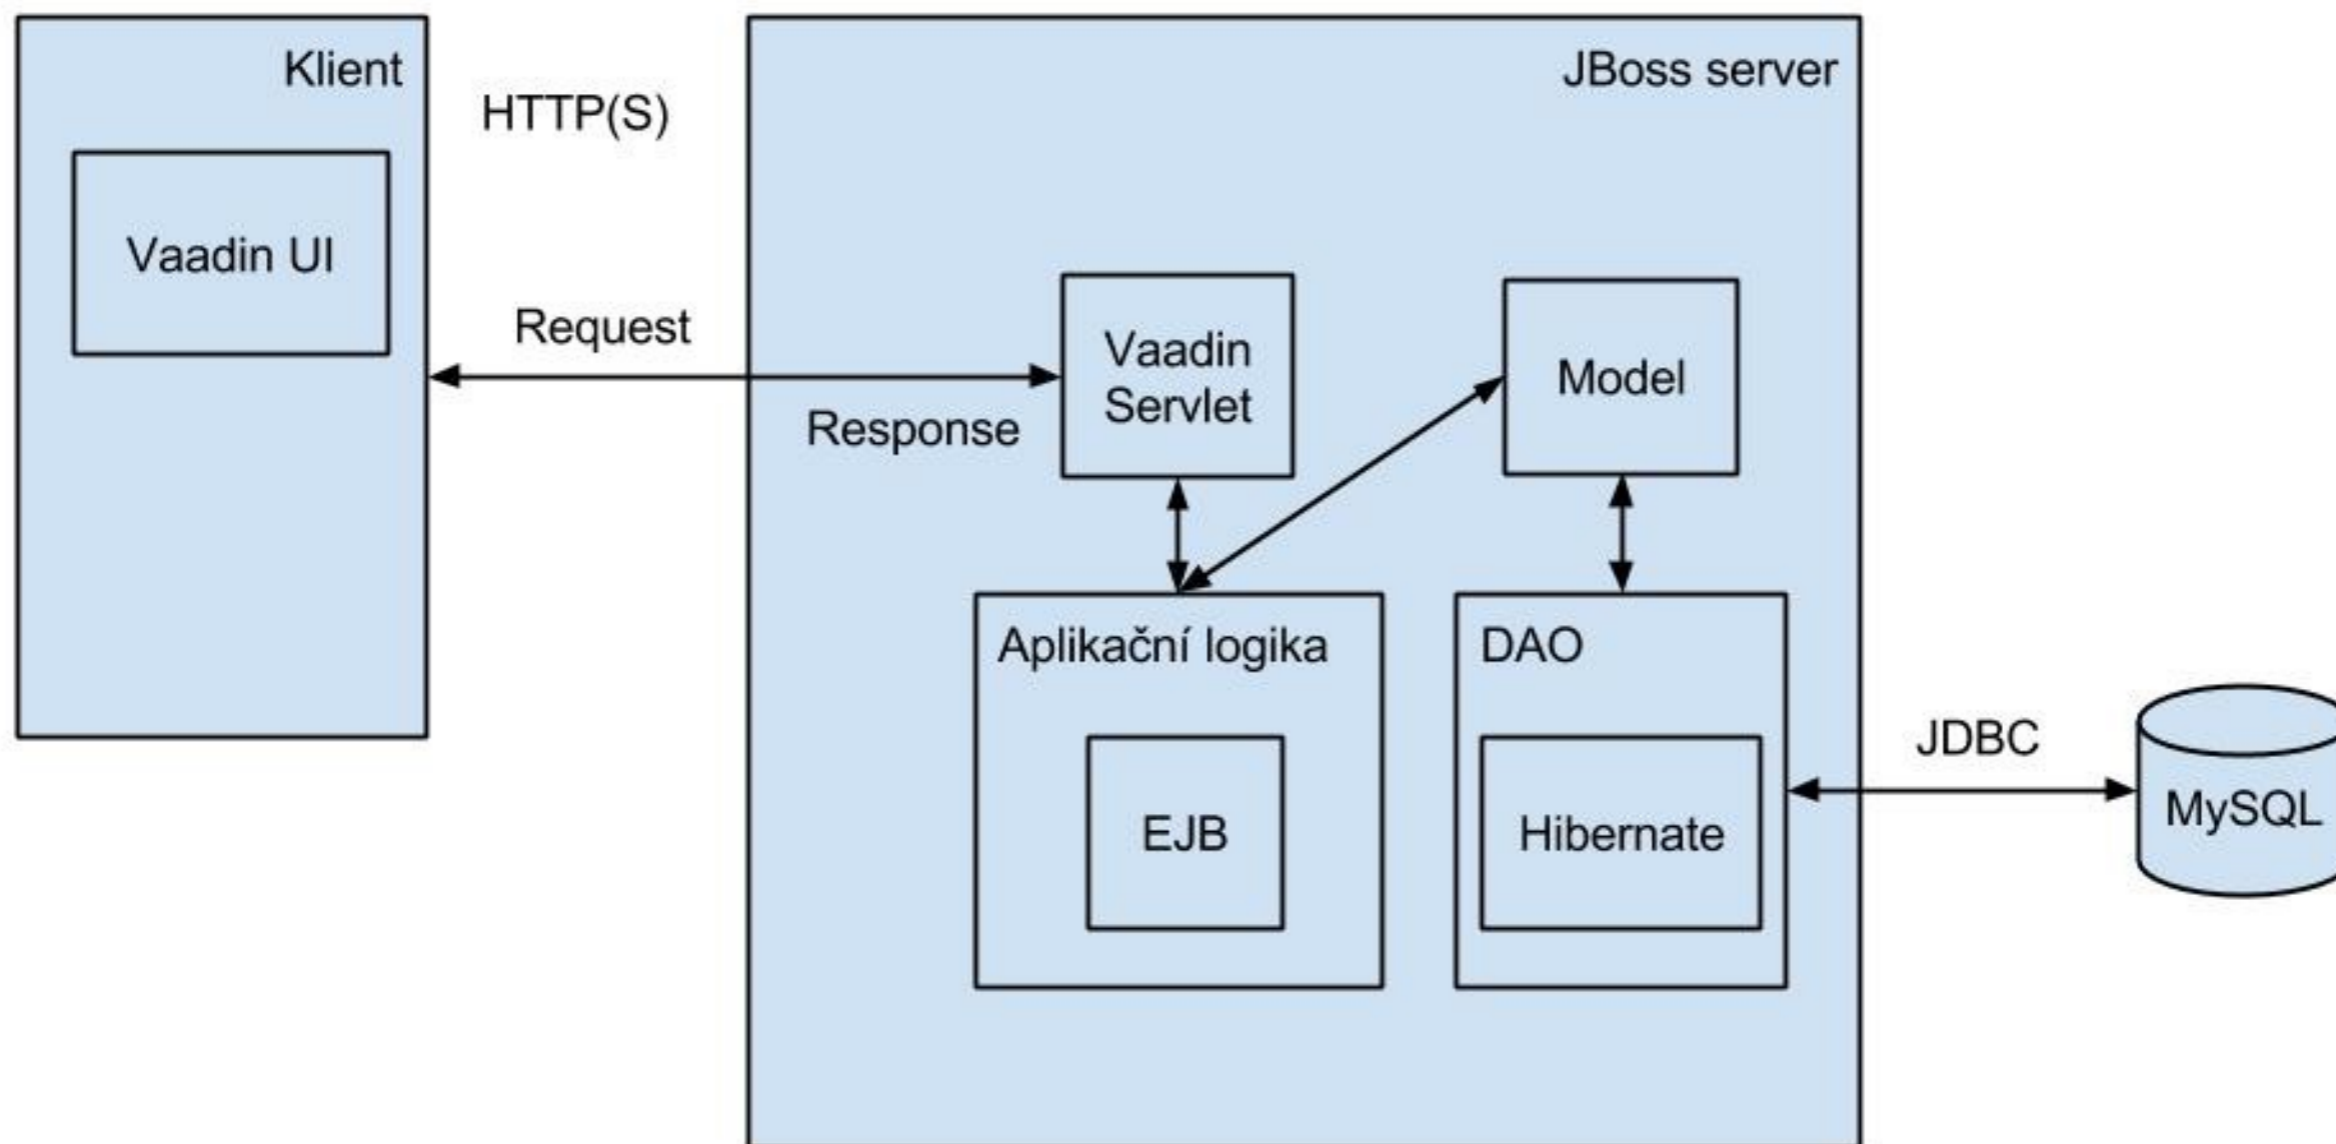 Klient
JBoss server
HTTP(S)
Vaadin UI
Request
Response
Vaadin
Servlet
Model
Aplikační logika
DAO
EJB
Hibernate
JDBC
MySQL